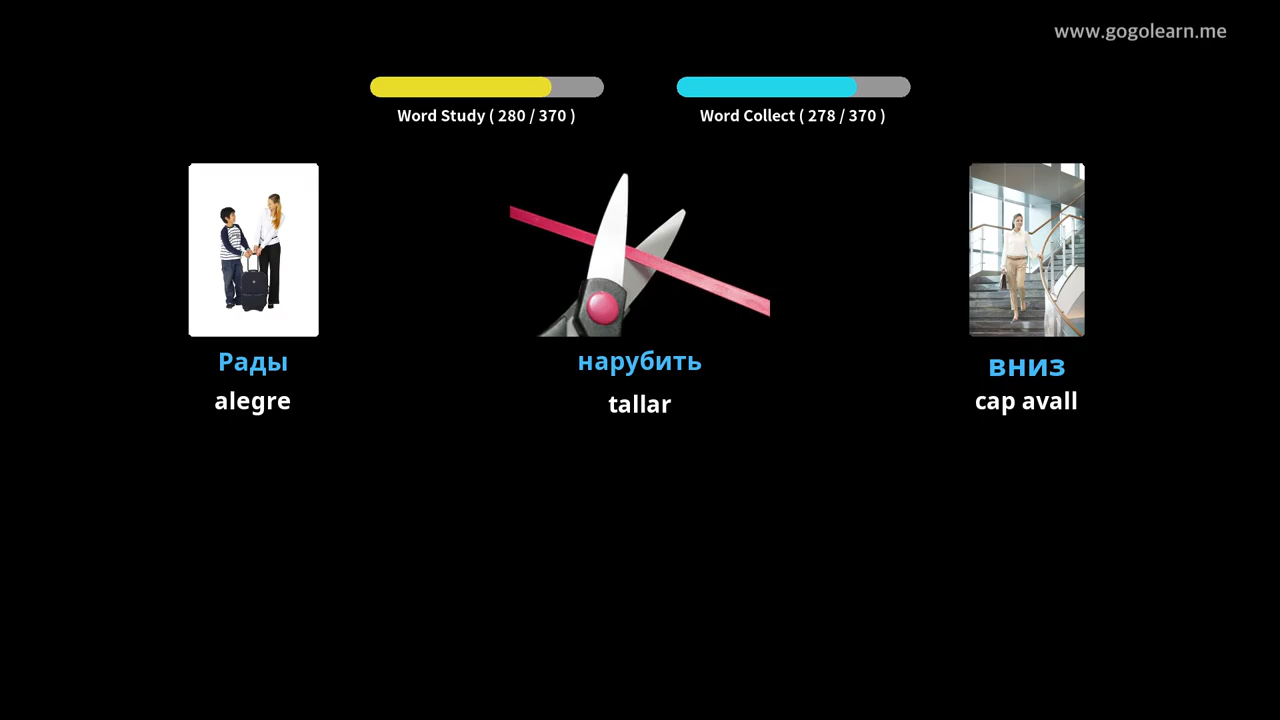 www.gogolearn.me
Word Study ( 280 / 370 )
Word Collect ( 278 / 370 )
Рады
alegre
нарубить
tallar
вниз
cap avall